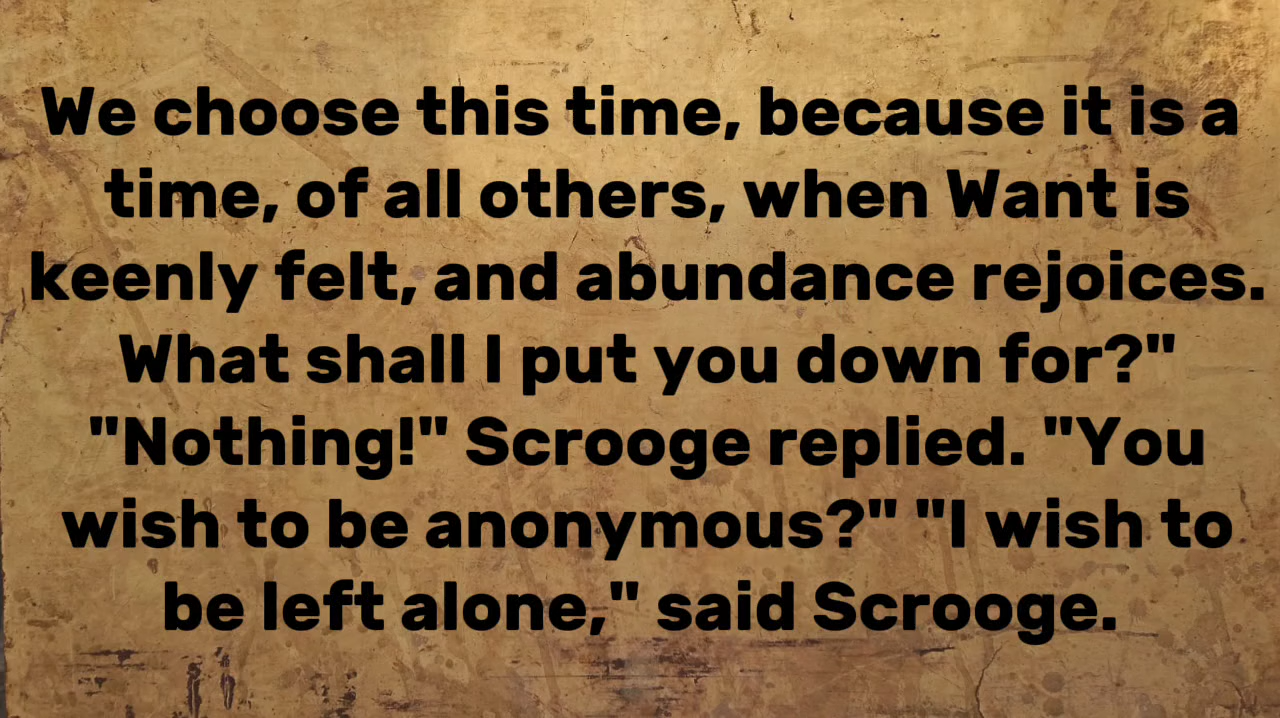 We choose this time, because it is a
time, of all others, when Want is
keenly felt, and abundance rejoices.
What shall I put you down for?"
"Nothing!" Scrooge replied. "You
wish to be anonymous?" "I wish to
be left alone," said Scrooge.